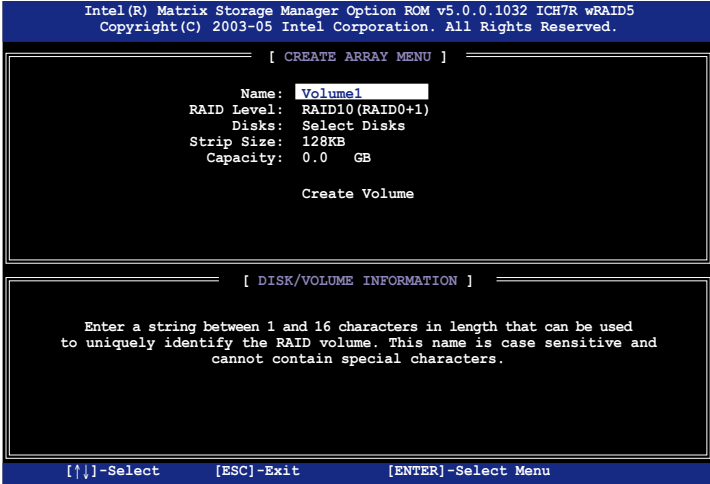 Intel(R) Matrix Storage Manager Option ROM v5.0.0.1032 ICH7R wRAID5
Copyright(C) 2003-05 Intel Corporation. All Rights Reserved.
[ CREATE ARRAY MENU ]
Name: Volume1
RAID Level: RAID10(RAID0+1)
Disks: Select Disks
Strip Size: 128KB
Capacity: 0.0 GB
Create Volume
[ DISK/VOLUME INFORMATION ]
Enter a string between 1 and 16 characters in length that can be used
to uniquely identify the RAID volume. This name is case sensitive and
cannot contain special characters.
[↑↓]-Select [ESC]-Exit [ENTER]-Select Menu